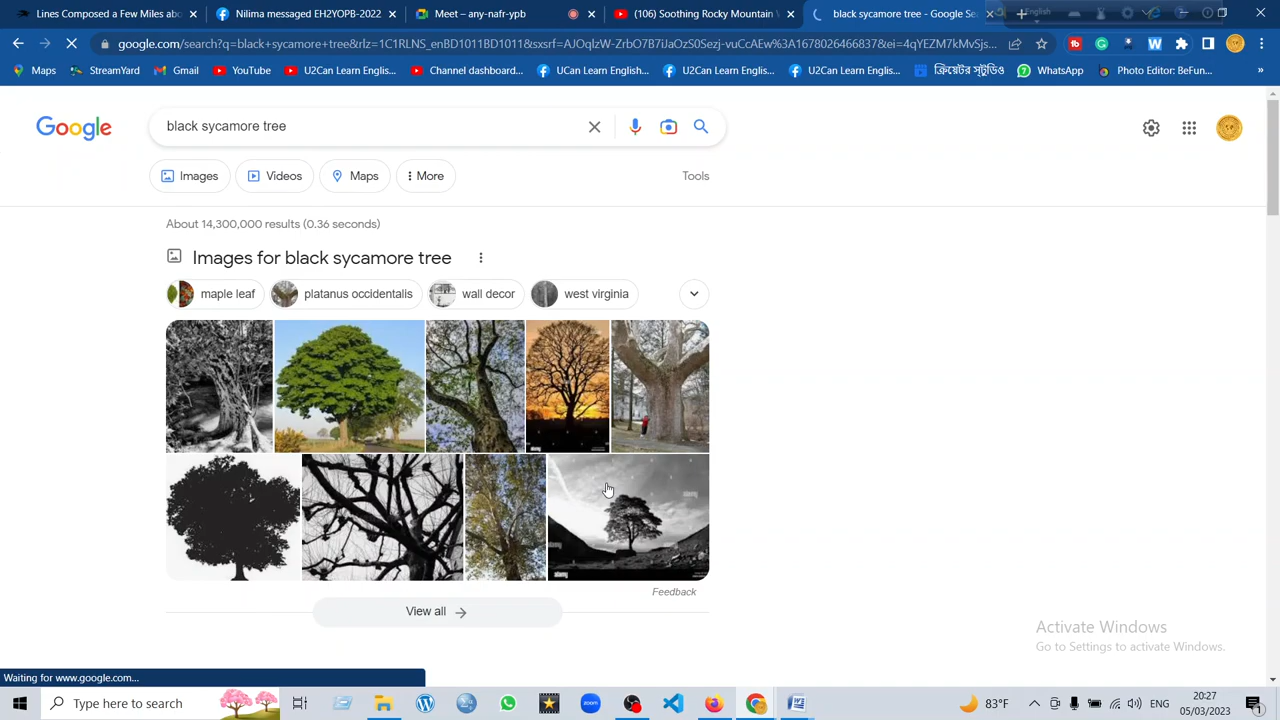 Lines Composed a Few Miles abo
Nilima messaged EH2YOPB-2022
Meet – any-nafr-ypb
(106) Soothing Rocky Mountain
black sycamore tree - Google Se
English
google.com/search?q=black+sycamore+tree&rlz=1C1RLNS_enBD1011BD1011&sxsrf=AJOqlzW-ZrbO7B7iJaOzS0Sezj-vuCcAEw%3A1678026466837&ei=4qYEZM7kMvSjs...
Maps StreamYard Gmail YouTube U2Can Learn Englis... Channel dashboard... UCan Learn English... U2Can Learn Englis... U2Can Learn Englis... ক্রিয়েটর স্টুডিও WhatsApp Photo Editor: BeFun... »
Google black sycamore tree
Images Videos Maps More Tools
About 14,300,000 results (0.36 seconds)
Images for black sycamore tree
maple leaf platanus occidentalis wall decor west virginia
Feedback
View all
Activate Windows
Go to Settings to activate Windows.
Waiting for www.google.com...
Type here to search
83°F
ENG
20:27
05/03/2023